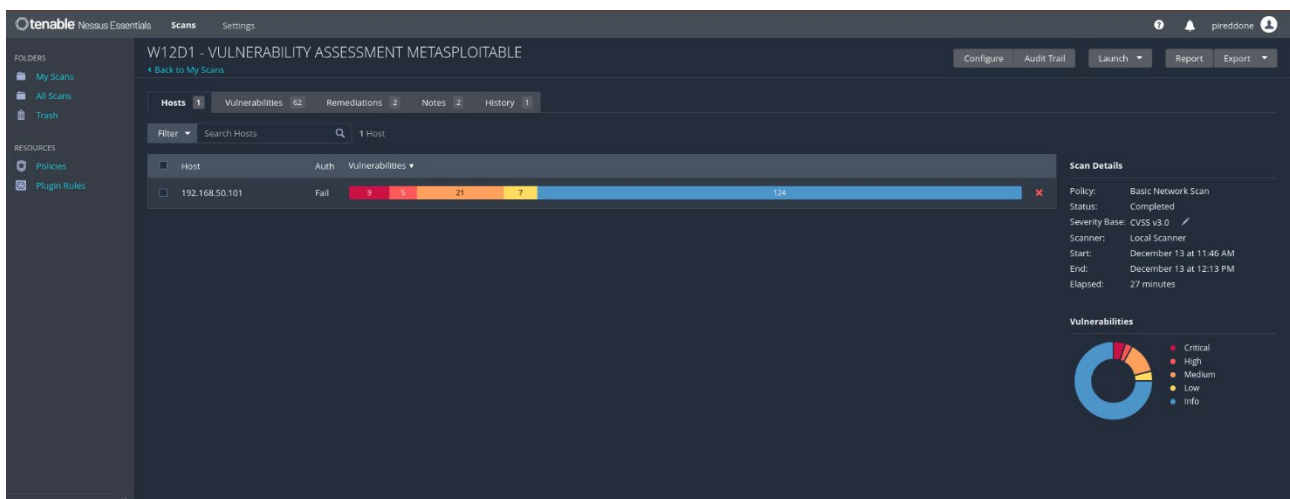 tenable Nessus Essentials Scans Settings pireddone
FOLDERS
My Scans
All Scans
Trash
RESOURCES
Policies
Plugin Rules
W12D1 - VULNERABILITY ASSESSMENT METASPLOITABLE
Back to My Scans
Configure Audit Trail Launch Report Export
Hosts 1 Vulnerabilities 62 Remediations 2 Notes 2 History 1
Filter Search Hosts 1 Host
Host Auth Vulnerabilities
192.168.50.101 Fail 9 5 21 7 124
Scan Details
Policy: Basic Network Scan
Status: Completed
Severity Base: CVSS v3.0
Scanner: Local Scanner
Start: December 13 at 11:46 AM
End: December 13 at 12:13 PM
Elapsed: 27 minutes
Vulnerabilities
Critical
High
Medium
Low
Info